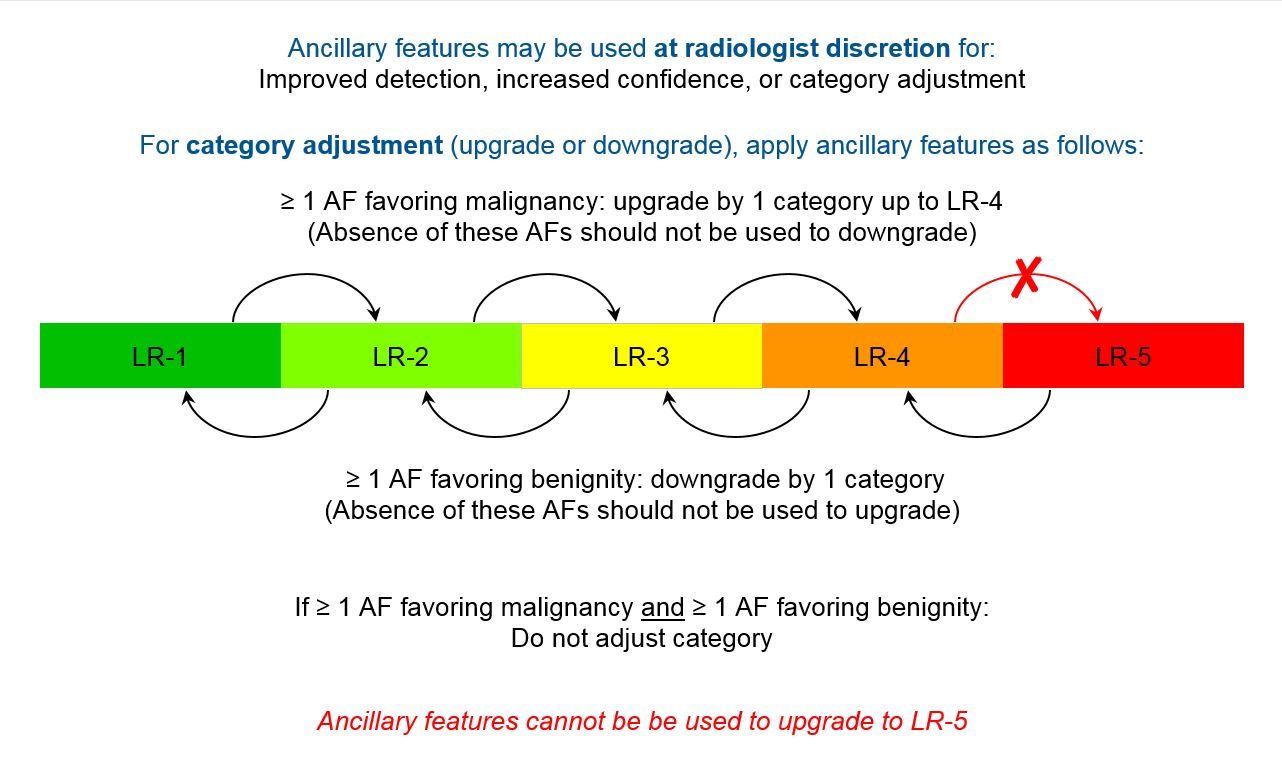 Ancillary features may be used at radiologist discretion for:
Improved detection, increased confidence, or category adjustment
For category adjustment (upgrade or downgrade), apply ancillary features as follows:
≥ 1 AF favoring malignancy: upgrade by 1 category up to LR-4
(Absence of these AFs should not be used to downgrade)
LR-1 LR-2 LR-3 LR-4 LR-5
≥ 1 AF favoring benignity: downgrade by 1 category
(Absence of these AFs should not be used to upgrade)
If ≥ 1 AF favoring malignancy and ≥ 1 AF favoring benignity:
Do not adjust category
Ancillary features cannot be be used to upgrade to LR-5